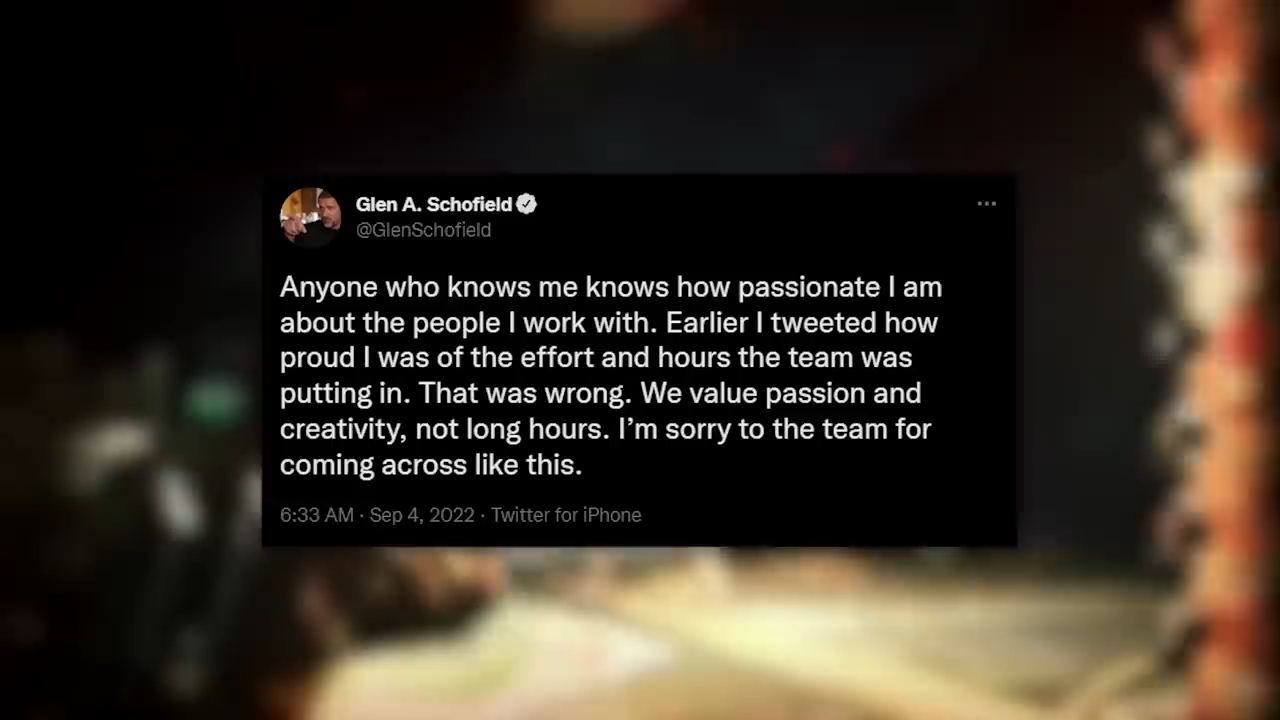 Glen A. Schofield
@GlenSchofield
Anyone who knows me knows how passionate I am
about the people I work with. Earlier I tweeted how
proud I was of the effort and hours the team was
putting in. That was wrong. We value passion and
creativity, not long hours. I’m sorry to the team for
coming across like this.
6:33 AM · Sep 4, 2022 · Twitter for iPhone